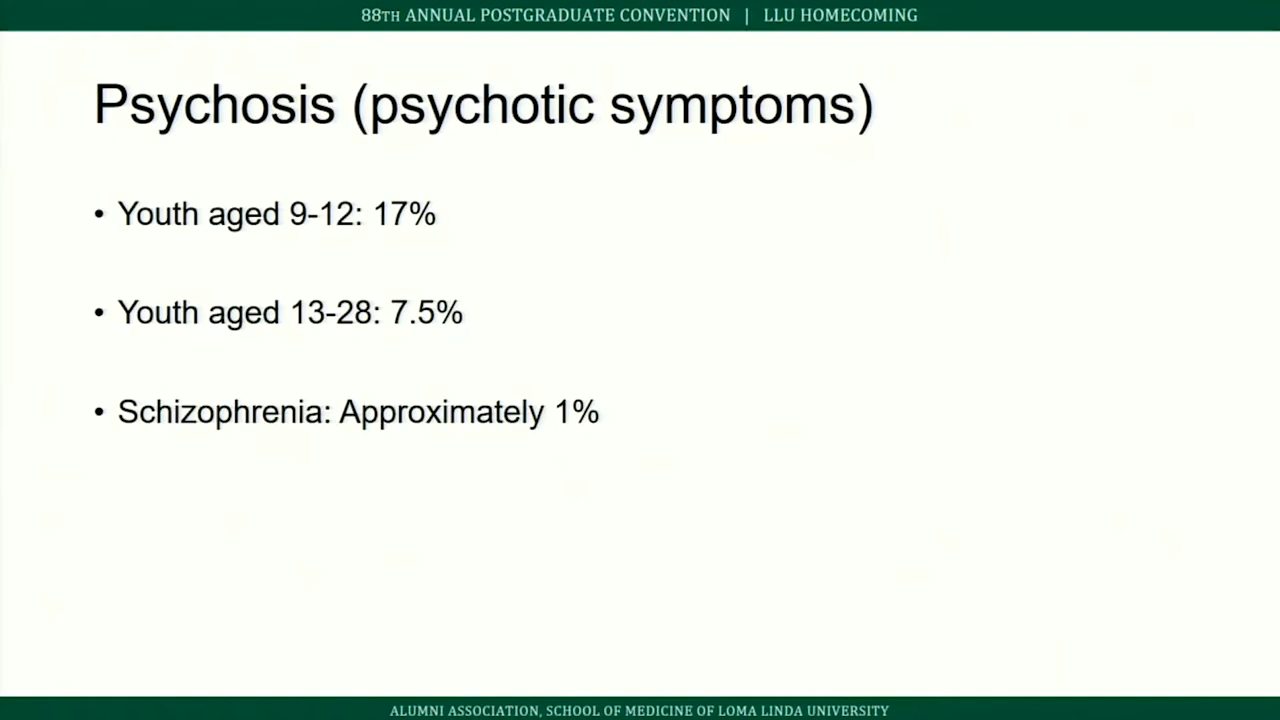 88TH ANNUAL POSTGRADUATE CONVENTION | LLU HOMECOMING
Psychosis (psychotic symptoms)
• Youth aged 9-12: 17%
• Youth aged 13-28: 7.5%
• Schizophrenia: Approximately 1%
ALUMNI ASSOCIATION, SCHOOL OF MEDICINE OF LOMA LINDA UNIVERSITY